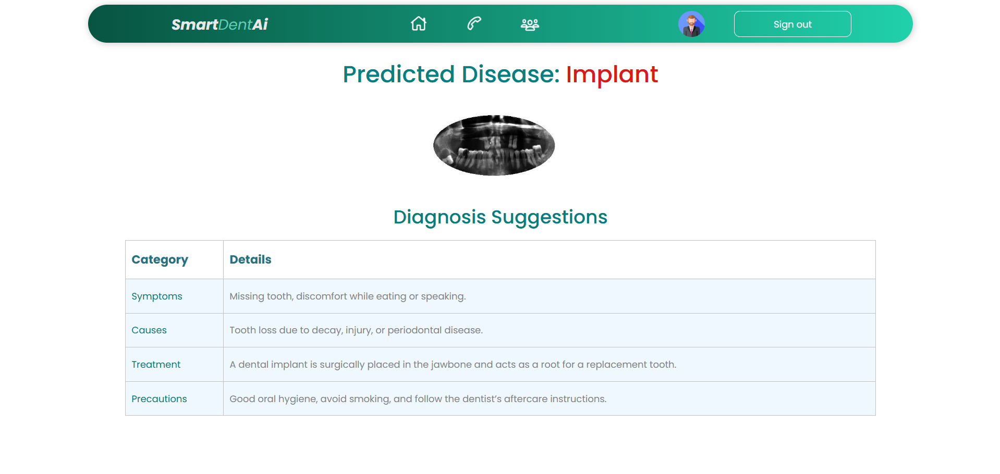 SmartDentAi
Sign out
Predicted Disease: Implant
Diagnosis Suggestions
Category Details
Symptoms Missing tooth, discomfort while eating or speaking.
Causes Tooth loss due to decay, injury, or periodontal disease.
Treatment A dental implant is surgically placed in the jawbone and acts as a root for a replacement tooth.
Precautions Good oral hygiene, avoid smoking, and follow the dentist’s aftercare instructions.